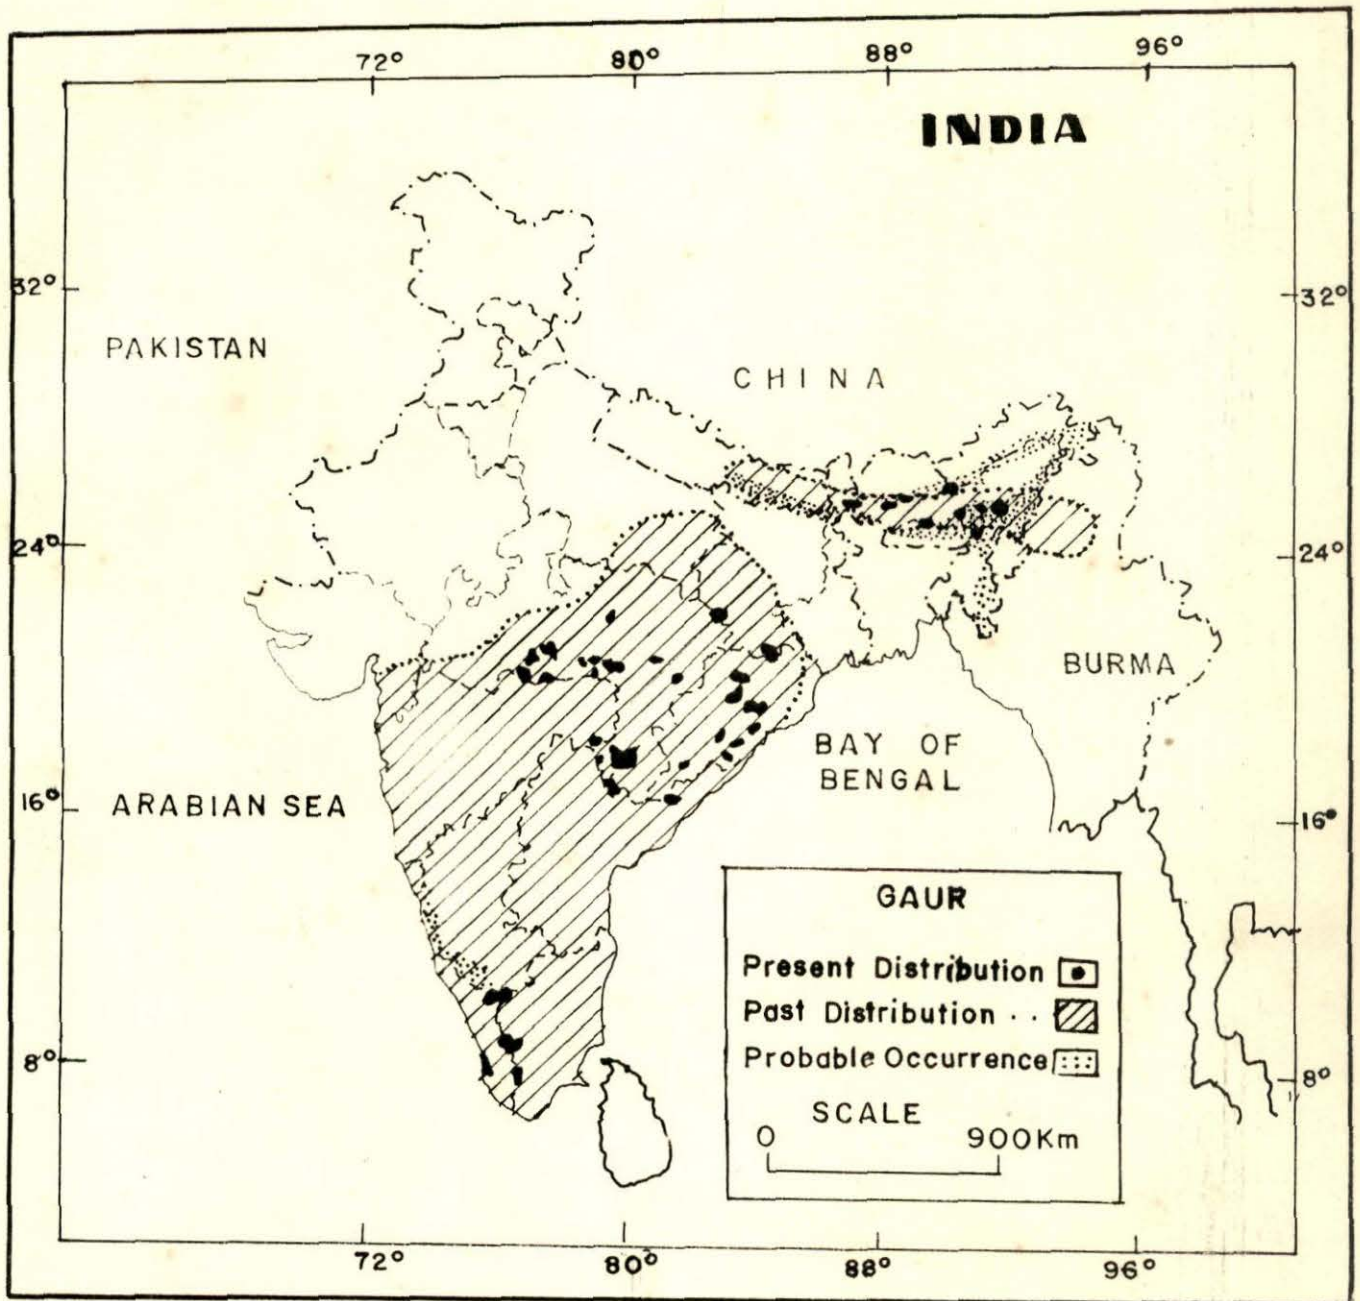 72° 80° 88° 96°
INDIA
32° 32°
PAKISTAN
CHINA
24° 24°
BURMA
BAY OF
BENGAL
ARABIAN SEA
16° 16°
GAUR
Present Distribution
Past Distribution ..
Probable Occurrence
8° 8°
SCALE
0 900Km
72° 80° 88° 96°